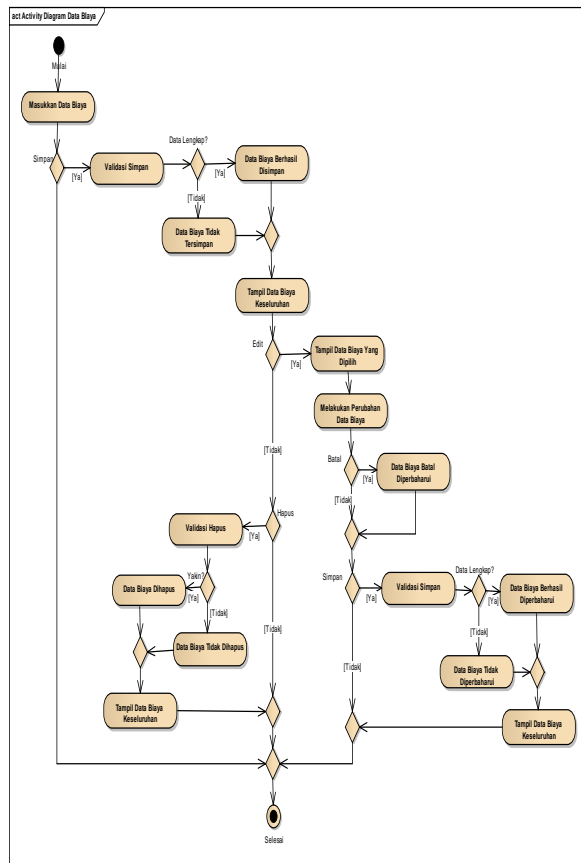 act Activity Diagram Data Biaya
Mulai
Masukkan Data Biaya
Simpan
[Ya]
Validasi Simpan
Data Lengkap?
[Ya]
Data Biaya Berhasil
Disimpan
[Tidak]
Data Biaya Tidak
Tersimpan
Tampil Data Biaya
Keseluruhan
Edit
[Ya]
Tampil Data Biaya Yang
Dipilih
Melakukan Perubahan
Data Biaya
[Tidak]
Batal
[Ya]
Data Biaya Batal
Diperbaharui
[Tidak]
Hapus
[Ya]
Validasi Hapus
Yakin?
[Ya]
Data Biaya Dihapus
[Tidak]
Data Biaya Tidak Dihapus
[Tidak]
Tampil Data Biaya
Keseluruhan
Simpan
[Ya]
Validasi Simpan
Data Lengkap?
[Ya]
Data Biaya Berhasil
Diperbaharui
[Tidak]
Data Biaya Tidak
Diperbaharui
[Tidak]
Tampil Data Biaya
Keseluruhan
Selesai